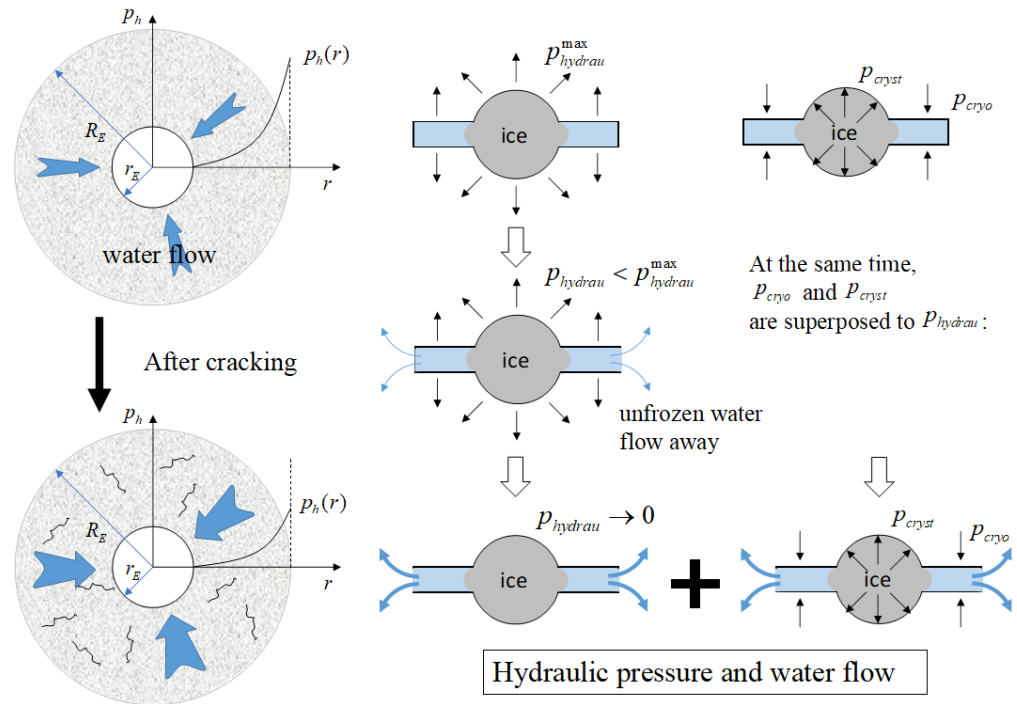 p_h
p_h(r)
R_E
r_E
r
water flow
After cracking
p_h
p_h(r)
R_E
r_E
r
p_hydrau^max
ice
p_hydrau < p_hydrau^max
ice
unfrozen water
flow away
p_hydrau → 0
ice
p_cryst
p_cryo
ice
At the same time,
p_cryo and p_cryst
are superposed to p_hydrau :
+
p_cryst
p_cryo
ice
Hydraulic pressure and water flow